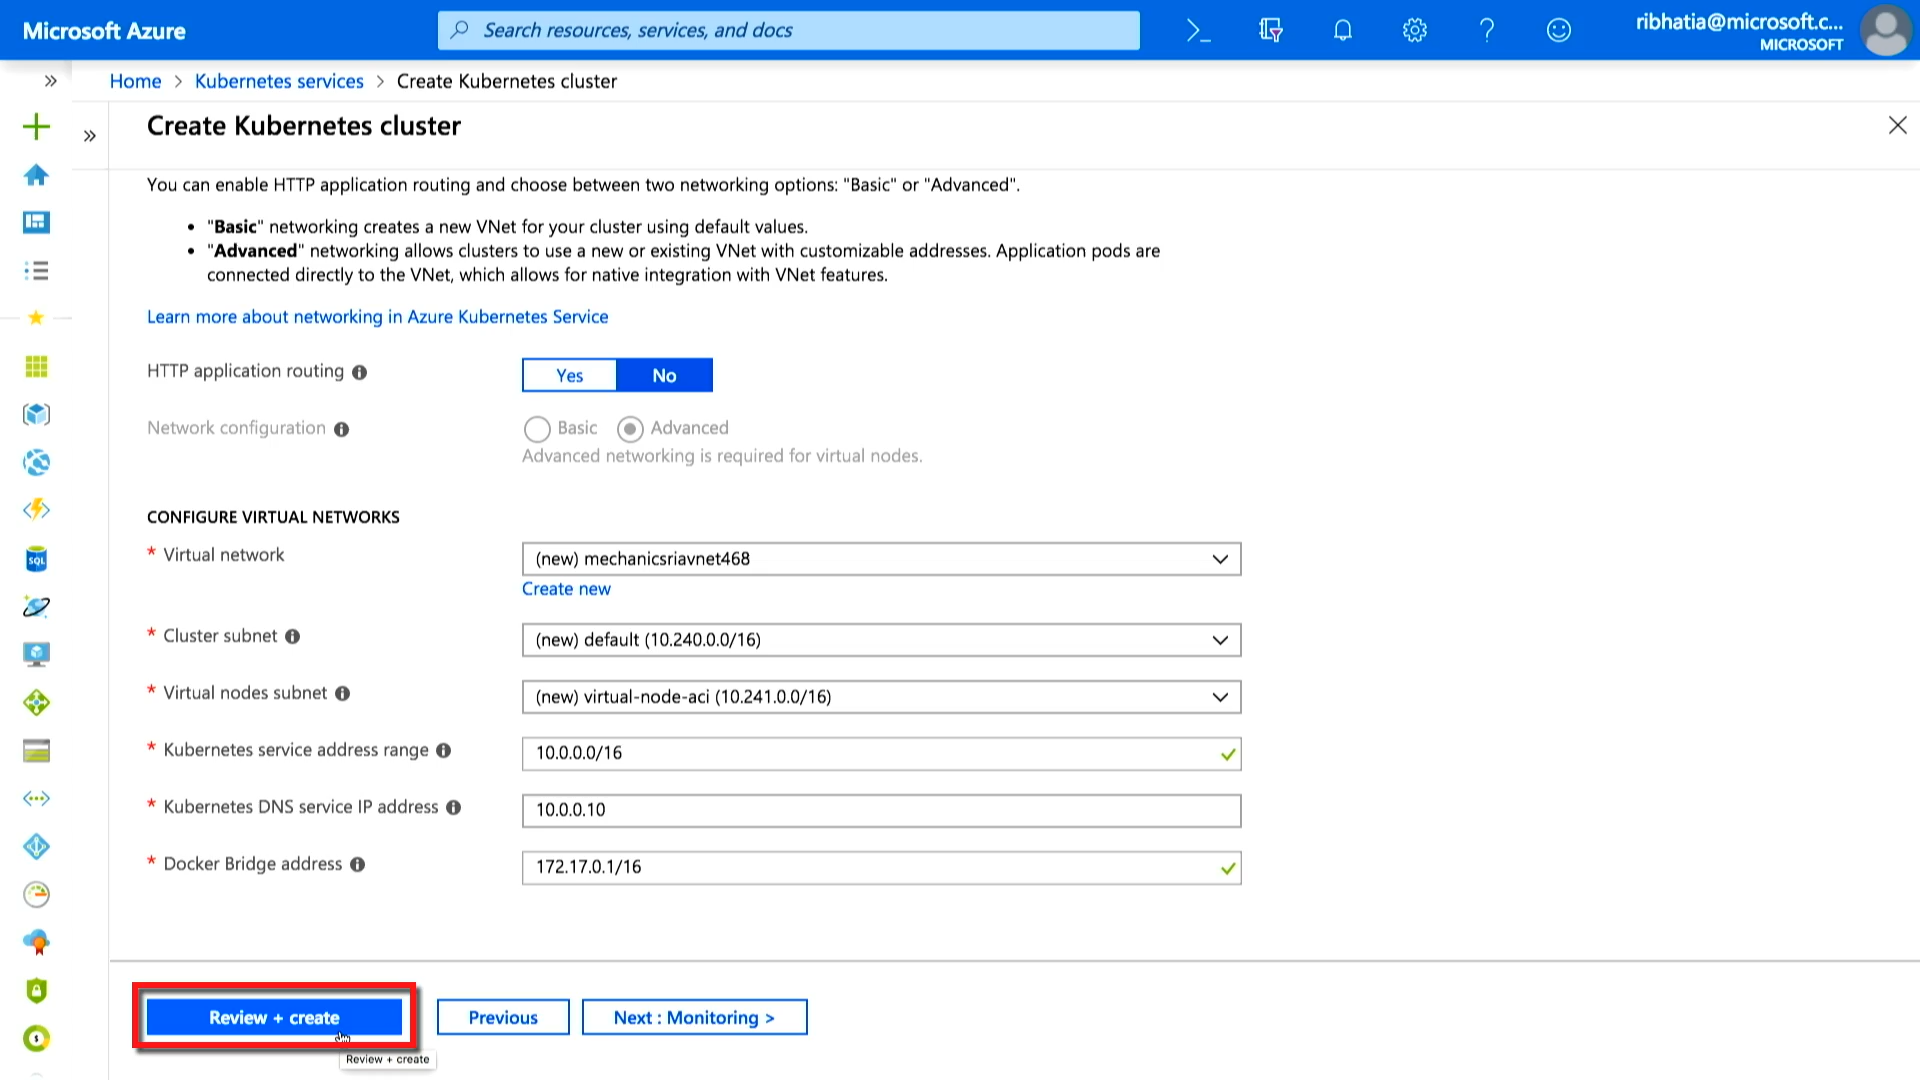 Microsoft Azure
Search resources, services, and docs
ribhatia@microsoft.c...
MICROSOFT
Home > Kubernetes services > Create Kubernetes cluster
Create Kubernetes cluster
You can enable HTTP application routing and choose between two networking options: "Basic" or "Advanced".
• "Basic" networking creates a new VNet for your cluster using default values.
• "Advanced" networking allows clusters to use a new or existing VNet with customizable addresses. Application pods are
connected directly to the VNet, which allows for native integration with VNet features.
Learn more about networking in Azure Kubernetes Service
HTTP application routing Yes No
Network configuration Basic Advanced
Advanced networking is required for virtual nodes.
CONFIGURE VIRTUAL NETWORKS
* Virtual network (new) mechanicsriavnet468
Create new
* Cluster subnet (new) default (10.240.0.0/16)
* Virtual nodes subnet (new) virtual-node-aci (10.241.0.0/16)
* Kubernetes service address range 10.0.0.0/16
* Kubernetes DNS service IP address 10.0.0.10
* Docker Bridge address 172.17.0.1/16
Review + create Previous Next : Monitoring >
Review + create